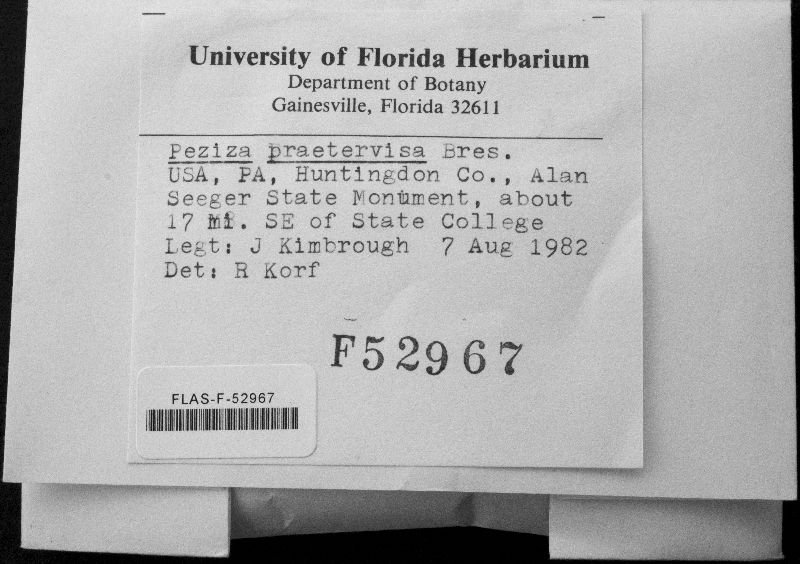 University of Florida Herbarium
Department of Botany
Gainesville, Florida 32611
Peziza praetervisa Bres.
USA, PA, Huntingdon Co., Alan
Seeger State Monument, about
17 mi. SE of State College
Legt: J Kimbrough 7 Aug 1982
Det: R Korf
F52967
FLAS-F-52967